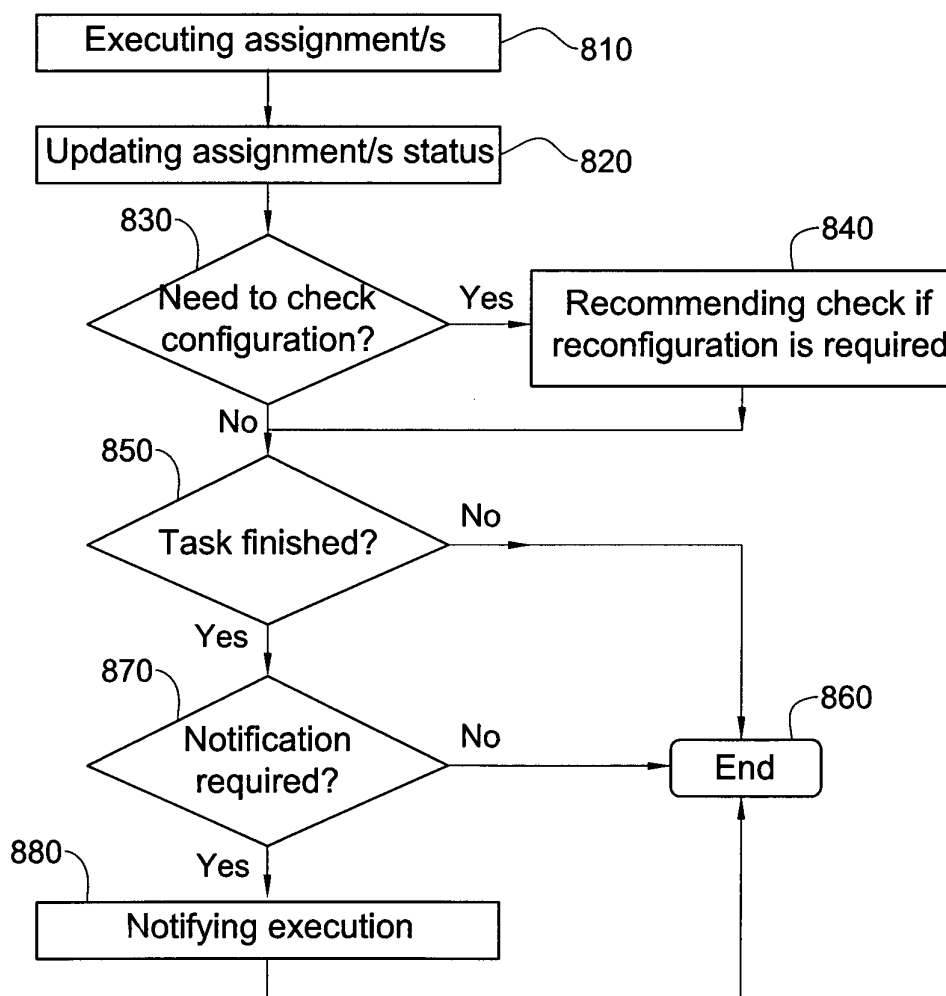 Executing assignment/s
810
Updating assignment/s status
820
830
Need to check
configuration?
Yes
840
Recommending check if
reconfiguration is required
No
850
Task finished?
No
Yes
870
Notification
required?
No
860
End
Yes
880
Notifying execution